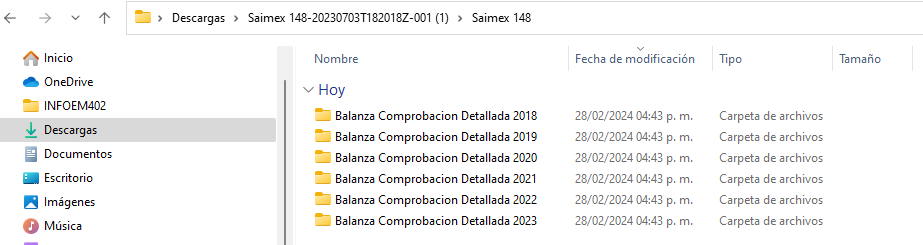 Descargas > Saimex 148-20230703T182018Z-001 (1) > Saimex 148
Inicio
OneDrive
INFOEM402
Descargas
Documentos
Escritorio
Imágenes
Música
Nombre Fecha de modificación Tipo Tamaño
Hoy
Balanza Comprobacion Detallada 2018 28/02/2024 04:43 p. m. Carpeta de archivos
Balanza Comprobacion Detallada 2019 28/02/2024 04:43 p. m. Carpeta de archivos
Balanza Comprobacion Detallada 2020 28/02/2024 04:43 p. m. Carpeta de archivos
Balanza Comprobacion Detallada 2021 28/02/2024 04:43 p. m. Carpeta de archivos
Balanza Comprobacion Detallada 2022 28/02/2024 04:43 p. m. Carpeta de archivos
Balanza Comprobacion Detallada 2023 28/02/2024 04:43 p. m. Carpeta de archivos